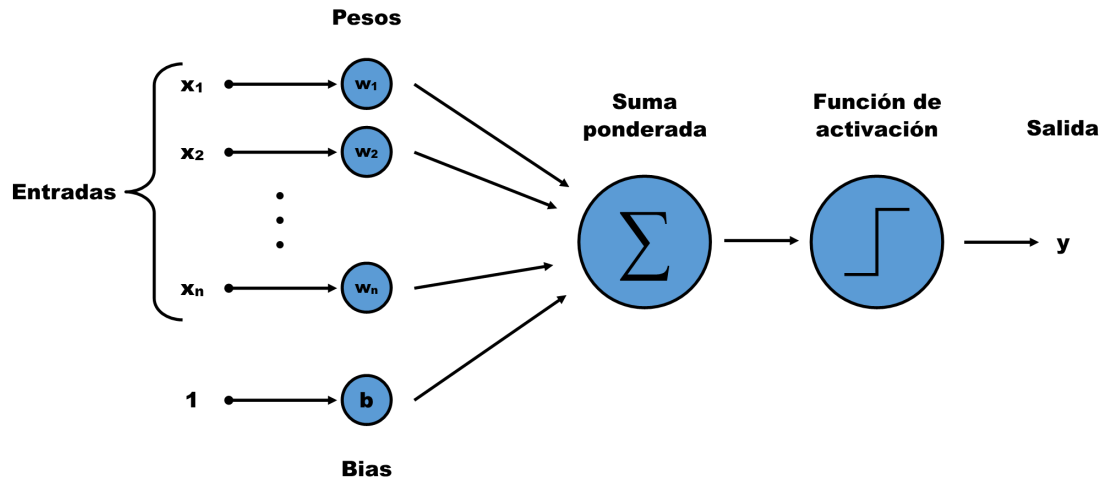 Pesos
x₁
w₁
Suma
ponderada
Función de
activación
Salida
x₂
w₂
Entradas
∑
y
xₙ
wₙ
1
b
Bias